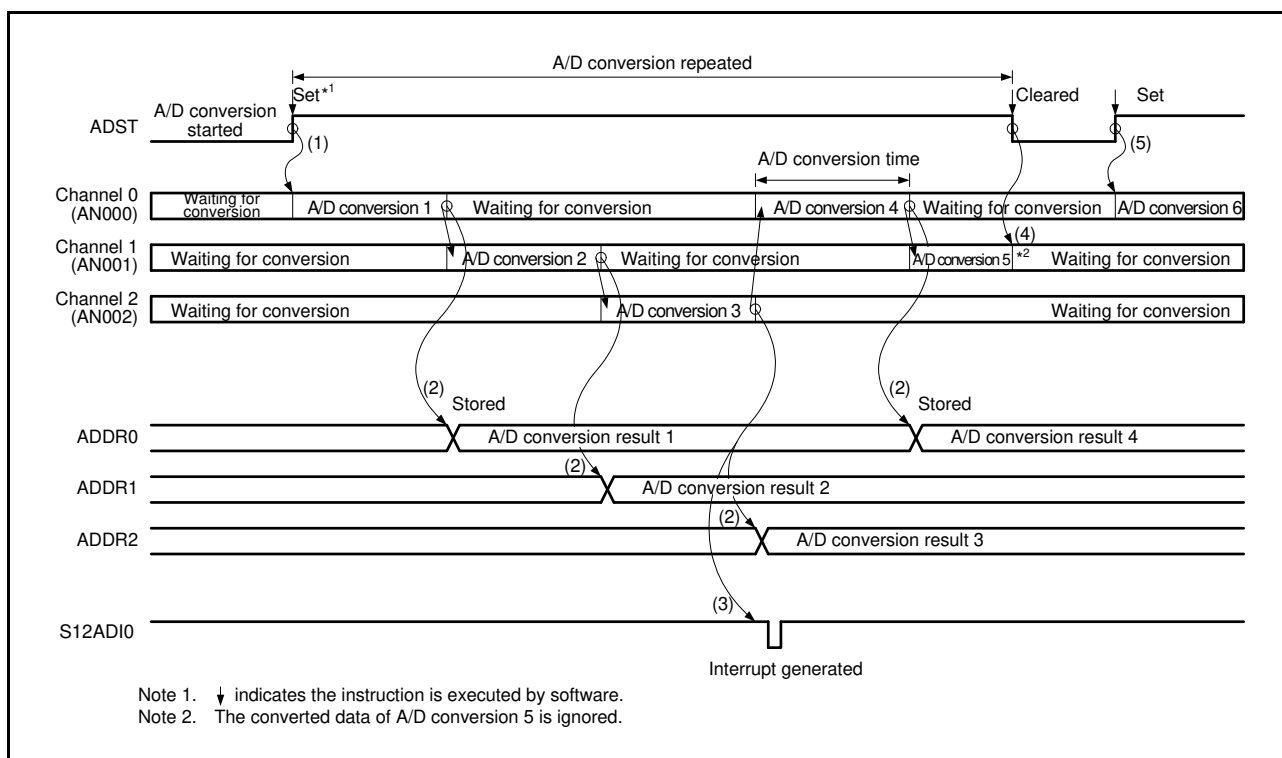 A/D conversion repeated
Set*1
Cleared
Set
A/D conversion started
ADST
(1)
(5)
A/D conversion time
Channel 0
(AN000)
Waiting for conversion
A/D conversion 1
Waiting for conversion
A/D conversion 4
Waiting for conversion
A/D conversion 6
(4)
Channel 1
(AN001)
Waiting for conversion
A/D conversion 2
Waiting for conversion
A/D conversion 5
*2
Waiting for conversion
Channel 2
(AN002)
Waiting for conversion
A/D conversion 3
Waiting for conversion
(2)
Stored
(2)
Stored
ADDR0
A/D conversion result 1
A/D conversion result 4
(2)
ADDR1
A/D conversion result 2
(2)
ADDR2
A/D conversion result 3
(3)
S12ADI0
Interrupt generated
Note 1. indicates the instruction is executed by software.
Note 2. The converted data of A/D conversion 5 is ignored.